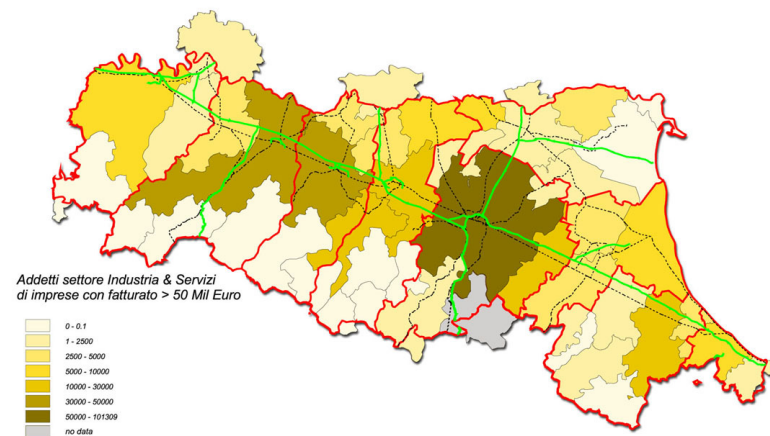 Addetti settore Industria & Servizi
di imprese con fatturato > 50 Mil Euro
0 - 0.1
1 - 2500
2500 - 5000
5000 - 10000
10000 - 30000
30000 - 50000
50000 - 101309
no data